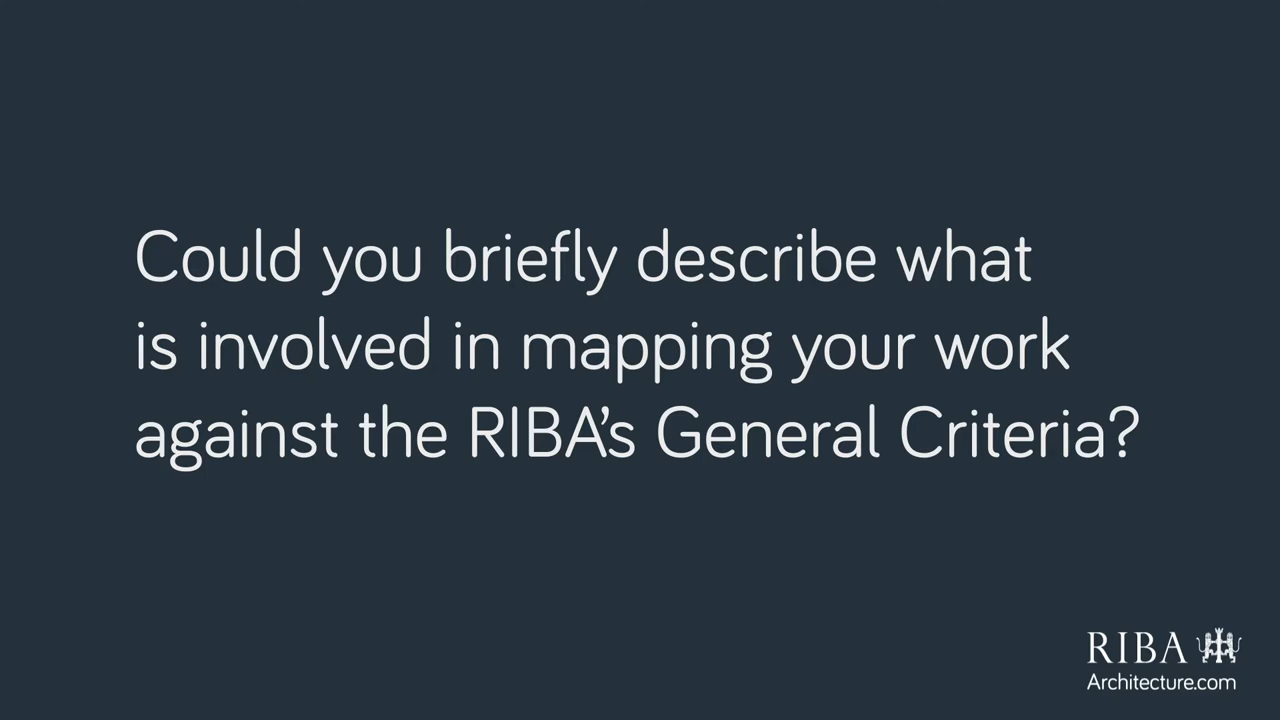 Could you briefly describe what
is involved in mapping your work
against the RIBA’s General Criteria?
RIBA
Architecture.com